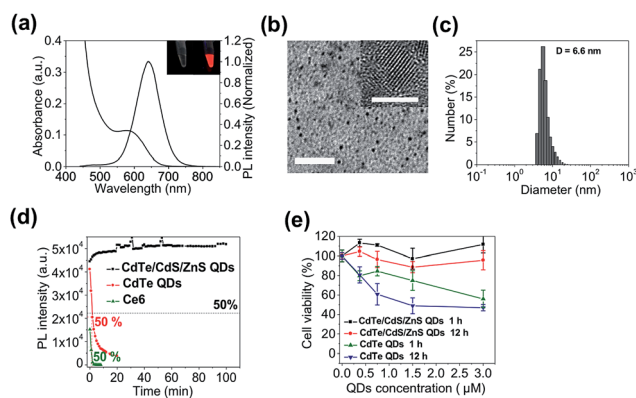 (a)
0.4
0.3
0.2
0.1
0.0
Absorbance (a.u.)
400 500 600 700 800
Wavelength (nm)
1.2
1.0
0.8
0.6
0.4
0.2
0.0
PL intensity (Normalized)
(b)
(c)
D = 6.6 nm
25
20
15
10
5
0
Number (%)
10⁻¹ 10⁰ 10¹ 10² 10³
Diameter (nm)
(d)
5x10⁴
4x10⁴
3x10⁴
2x10⁴
1x10⁴
0
PL intensity (a.u.)
CdTe/CdS/ZnS QDs
CdTe QDs
Ce6
50%
50 %
50 %
0 20 40 60 80 100
Time (min)
(e)
120
100
80
60
40
20
0
Cell viability (%)
CdTe/CdS/ZnS QDs 1 h
CdTe/CdS/ZnS QDs 12 h
CdTe QDs 1 h
CdTe QDs 12 h
0.0 0.5 1.0 1.5 2.0 2.5 3.0
QDs concentration ( μM)